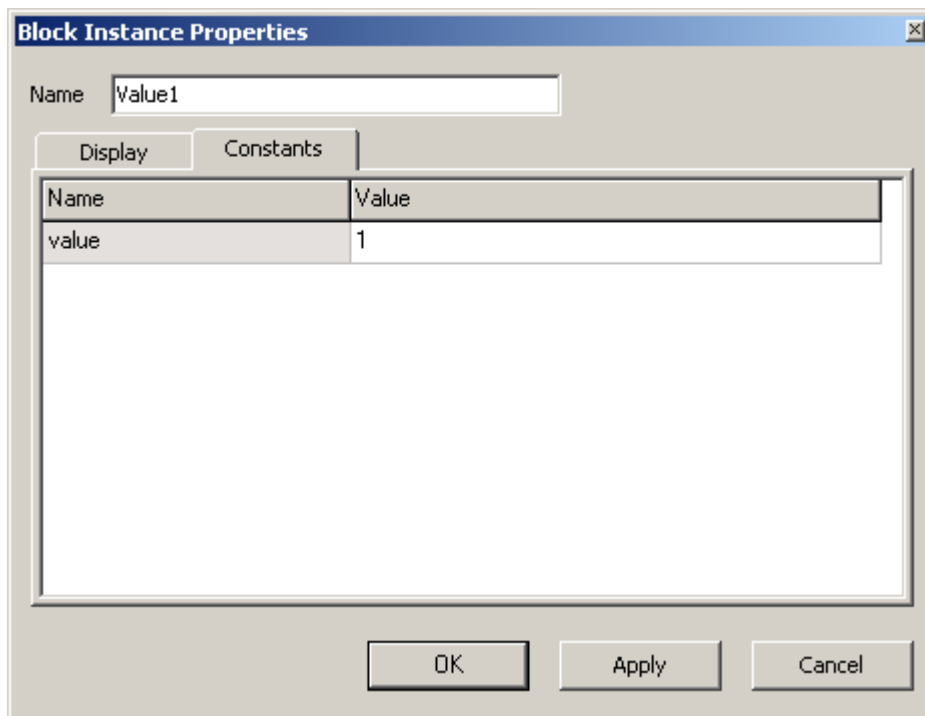 Block Instance Properties
Name Value1
Display Constants
Name Value
value 1
OK Apply Cancel